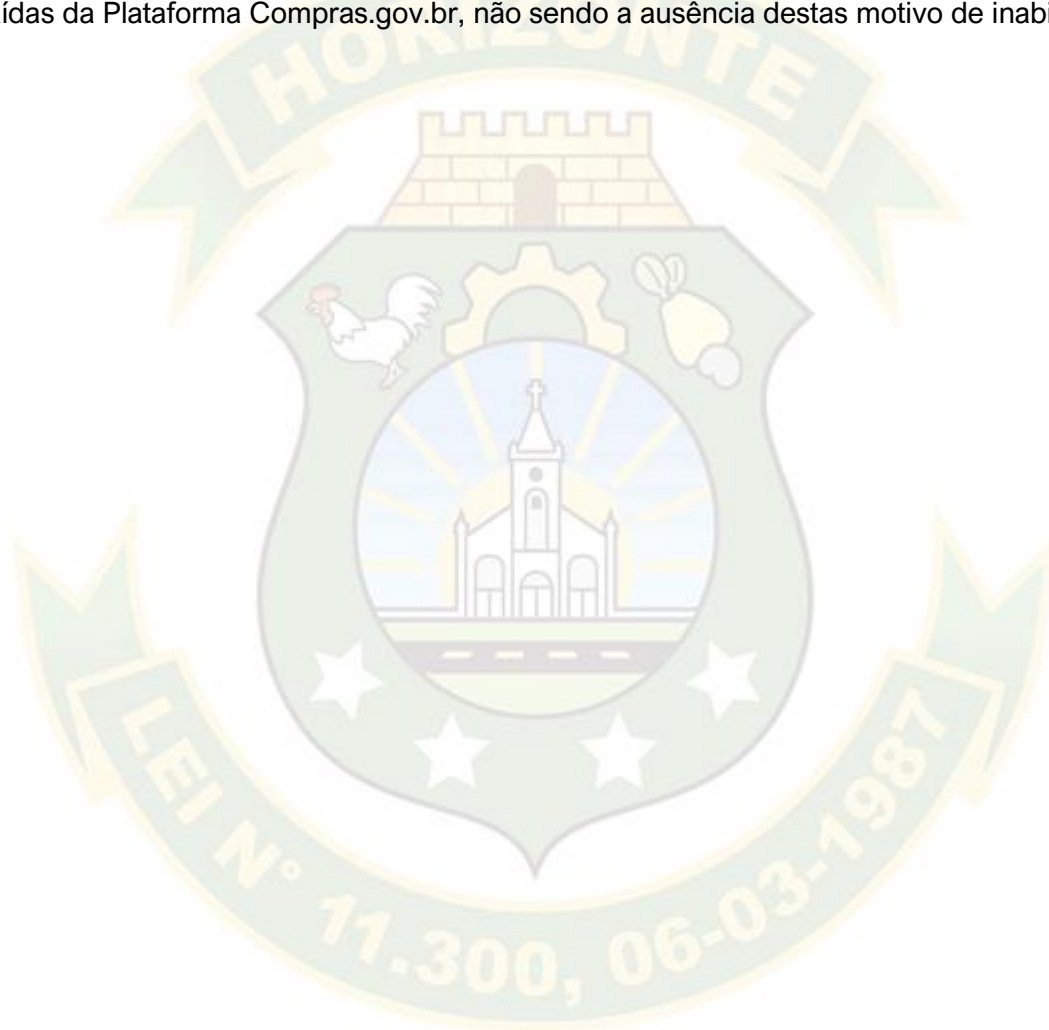 ídas da Plataforma Compras.gov.br, não sendo a ausência destas motivo de inabi
HORIZONTE
LEI N° 11.300, 06-03-1987